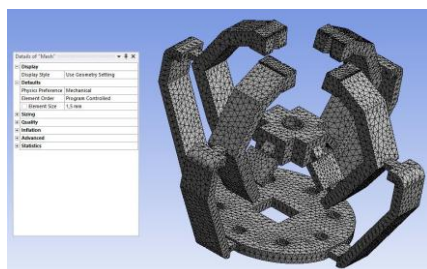 Details of "Mesh"
Display
Display Style Use Geometry Setting
Defaults
Physics Preference Mechanical
Element Order Program Controlled
Element Size 1,5 mm
Sizing
Quality
Inflation
Advanced
Statistics